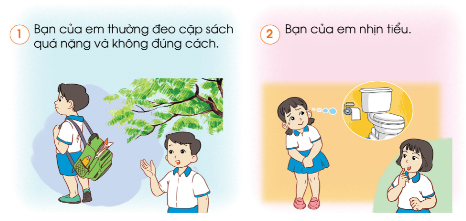 1 Bạn của em thường đeo cặp sách
quá nặng và không đúng cách.
2 Bạn của em nhịn tiểu.